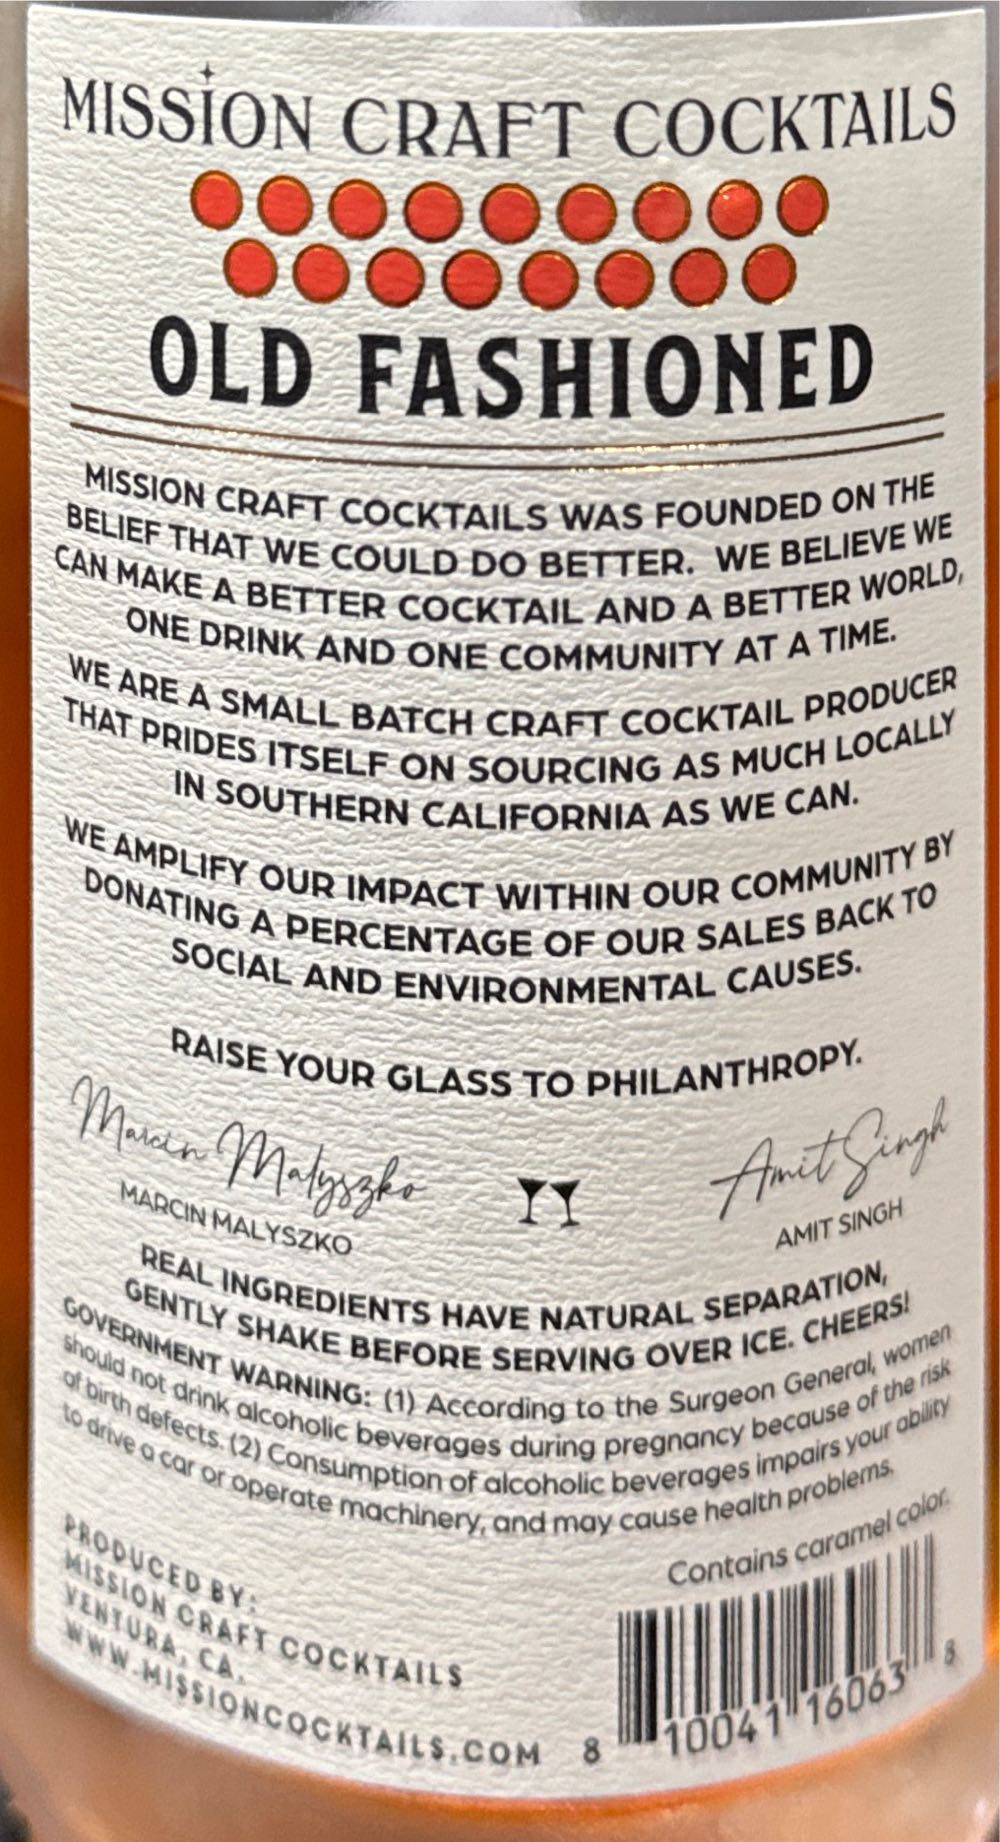 MISSION CRAFT COCKTAILS
OLD FASHIONED
MISSION CRAFT COCKTAILS WAS FOUNDED ON THE
BELIEF THAT WE COULD DO BETTER. WE BELIEVE WE
CAN MAKE A BETTER COCKTAIL AND A BETTER WORLD,
ONE DRINK AND ONE COMMUNITY AT A TIME.
WE ARE A SMALL BATCH CRAFT COCKTAIL PRODUCER
THAT PRIDES ITSELF ON SOURCING AS MUCH LOCALLY
IN SOUTHERN CALIFORNIA AS WE CAN.
WE AMPLIFY OUR IMPACT WITHIN OUR COMMUNITY BY
DONATING A PERCENTAGE OF OUR SALES BACK TO
SOCIAL AND ENVIRONMENTAL CAUSES.
RAISE YOUR GLASS TO PHILANTHROPY.
Marcin Malyszko
MARCIN MALYSZKO
Amit Singh
AMIT SINGH
REAL INGREDIENTS HAVE NATURAL SEPARATION,
GENTLY SHAKE BEFORE SERVING OVER ICE. CHEERS!
GOVERNMENT WARNING: (1) According to the Surgeon General, women
should not drink alcoholic beverages during pregnancy because of the risk
of birth defects. (2) Consumption of alcoholic beverages impairs your ability
to drive a car or operate machinery, and may cause health problems.
Contains caramel color.
PRODUCED BY:
MISSION CRAFT COCKTAILS
VENTURA, CA.
WWW.MISSIONCOCKTAILS.COM
8 10041 16063 8